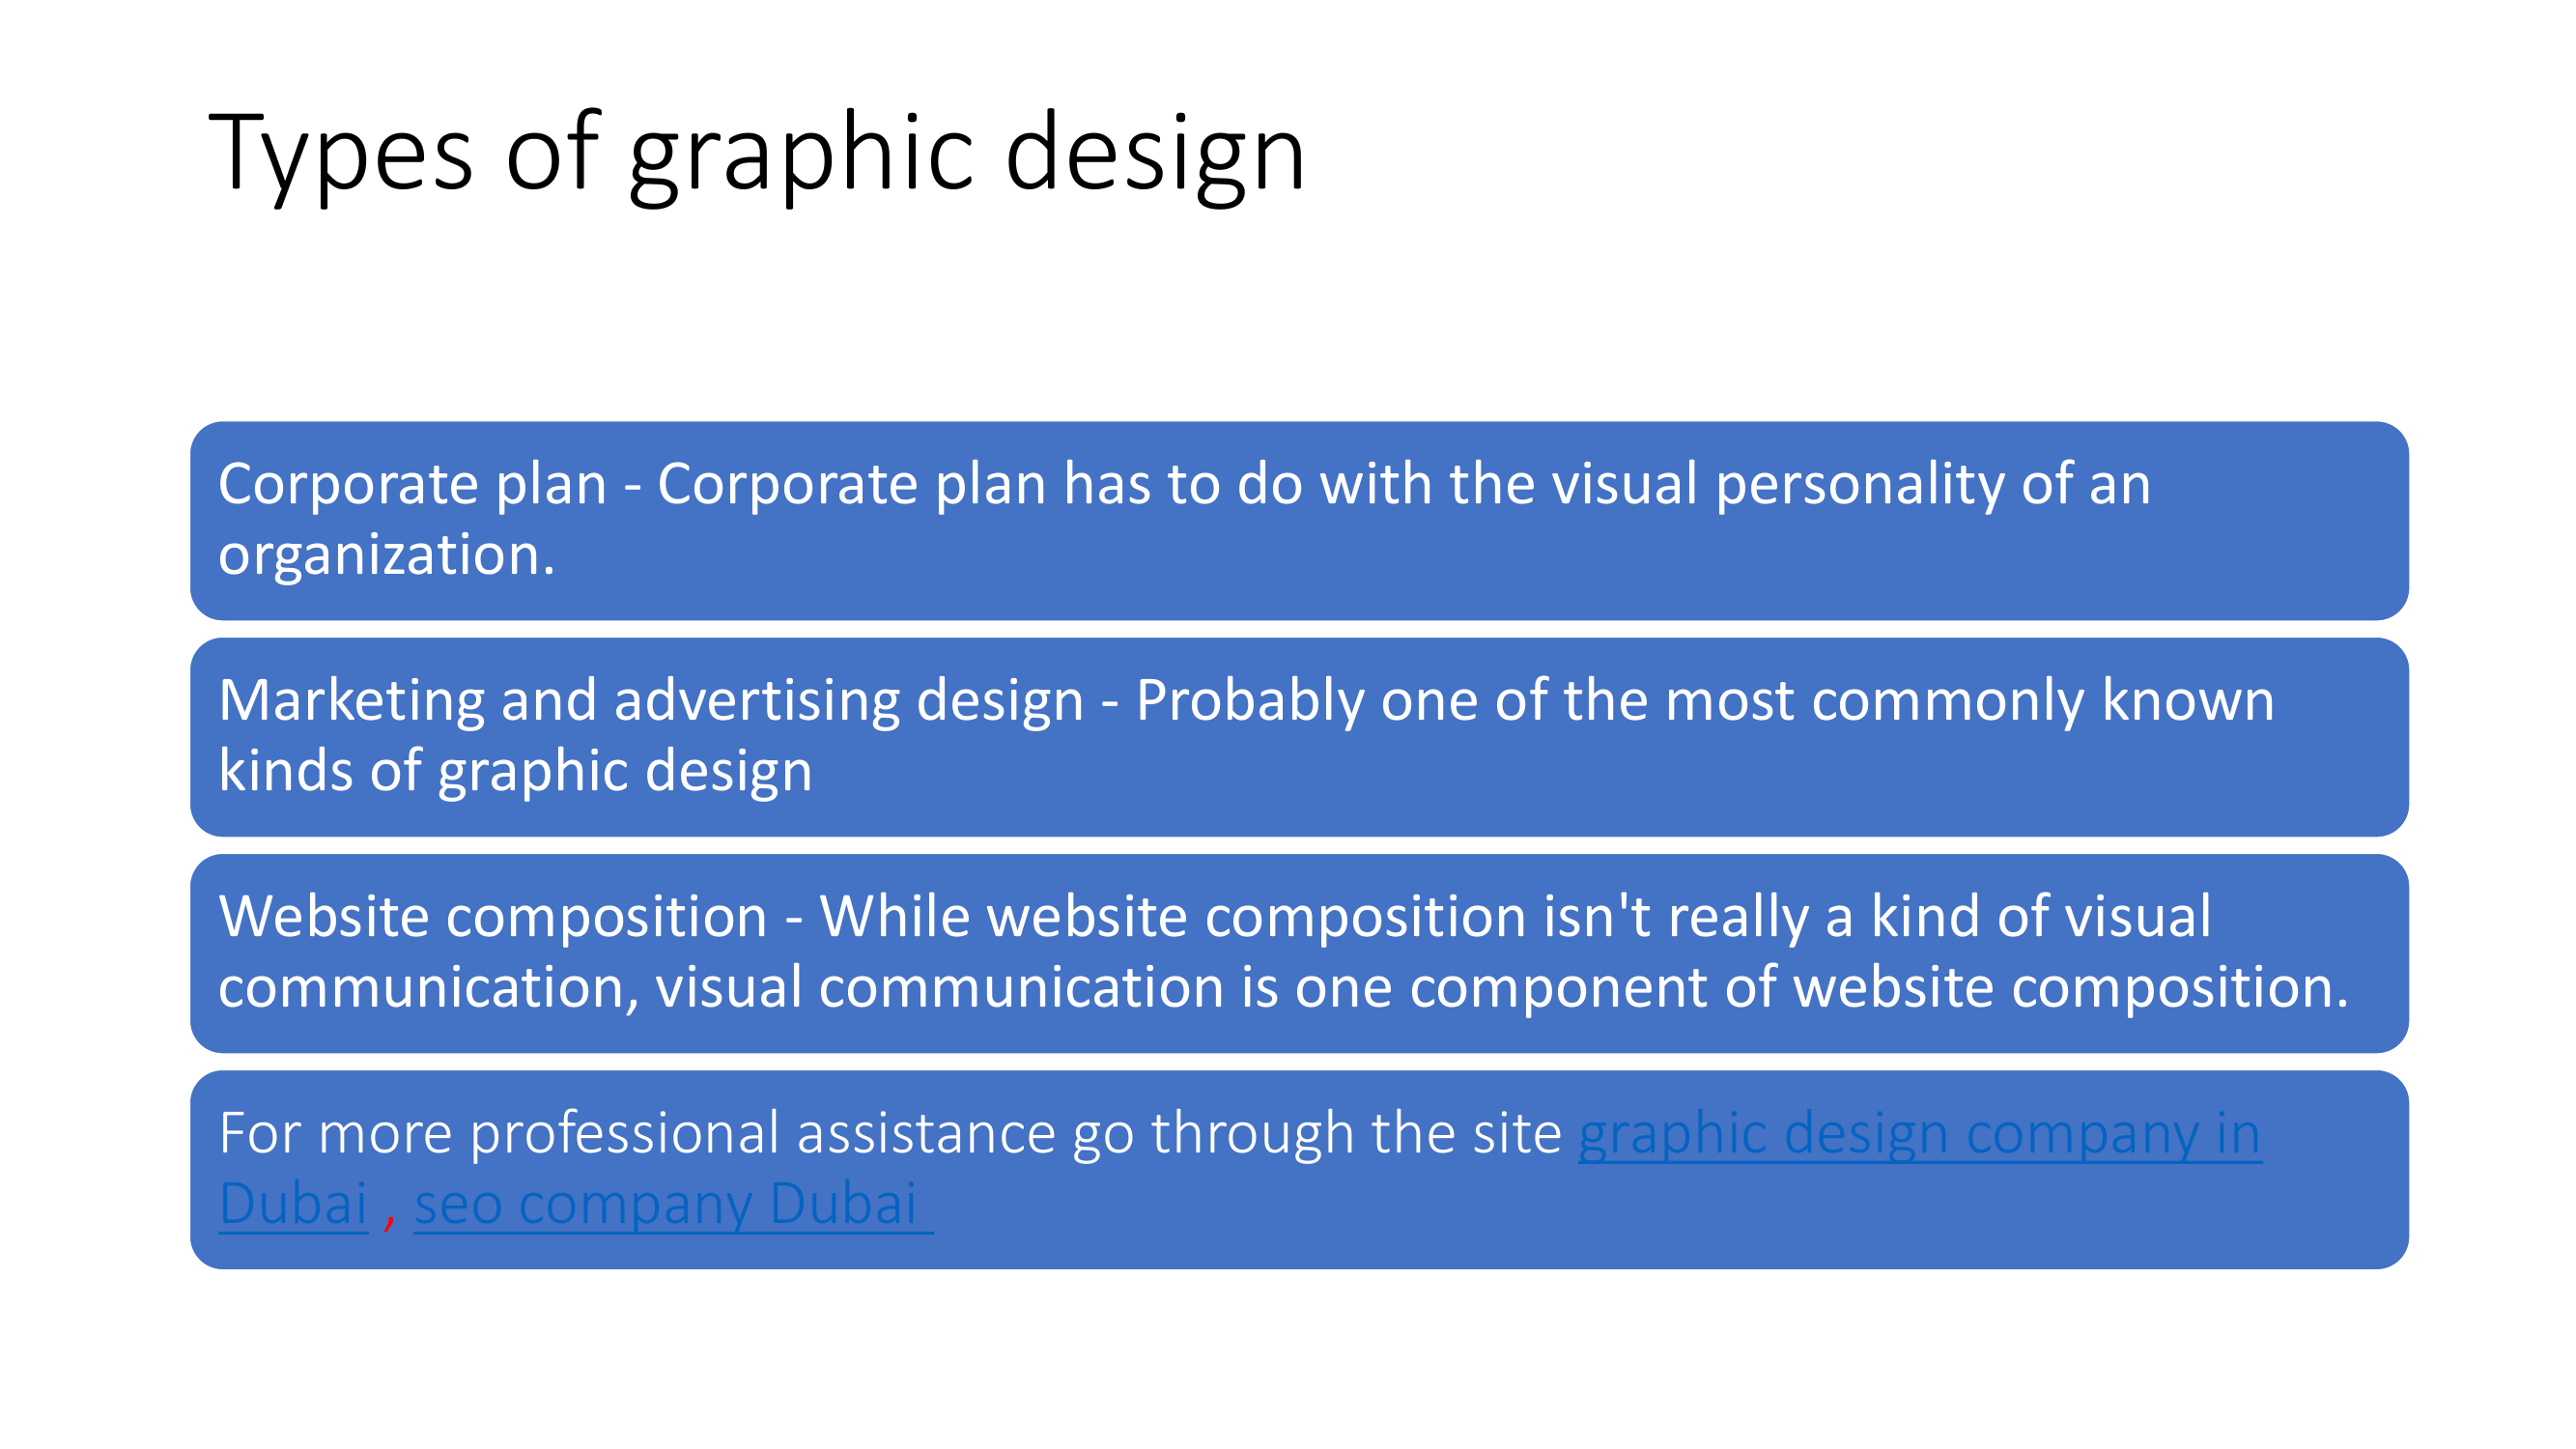 Types of graphic design
Corporate plan - Corporate plan has to do with the visual personality of an
organization.
Marketing and advertising design - Probably one of the most commonly known
kinds of graphic design
Website composition - While website composition isn't really a kind of visual
communication, visual communication is one component of website composition.
For more professional assistance go through the site graphic design company in
Dubai , seo company Dubai